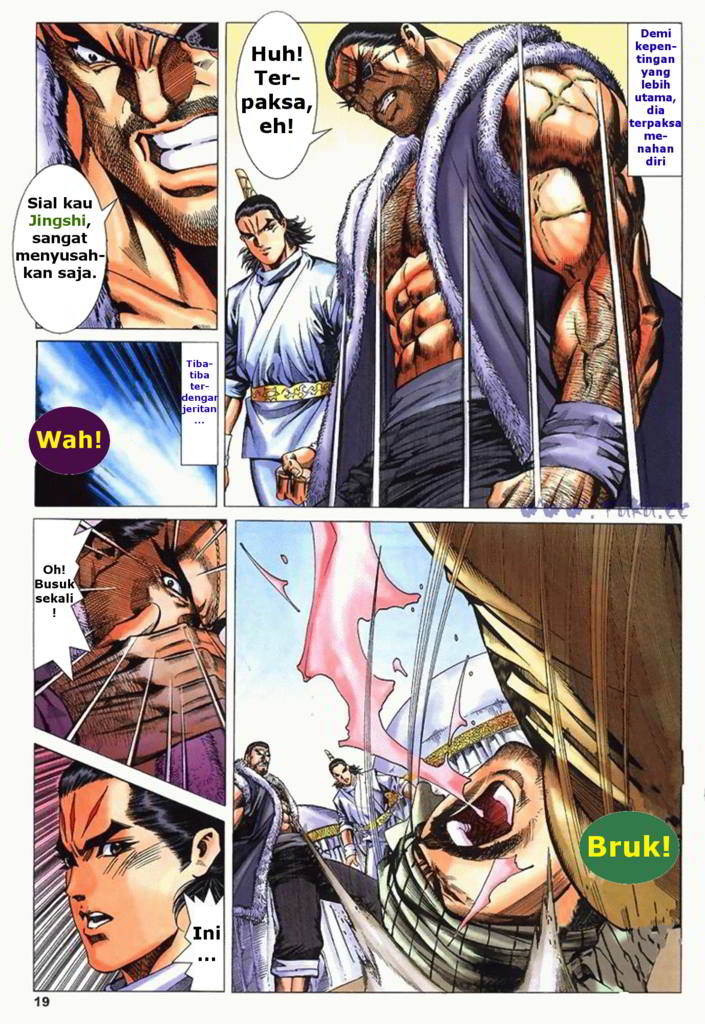 Sial kau
Jingshi,
sangat
menyusah-
kan saja.
Huh!
Ter-
paksa,
eh!
Demi
kepen-
tingan
yang
lebih
utama,
dia
terpaksa
me-
nahan
diri
Tiba-
tiba
ter-
dengar
jeritan
...
Wah!
Oh!
Busuk
sekali
!
Ini
...
Bruk!
19